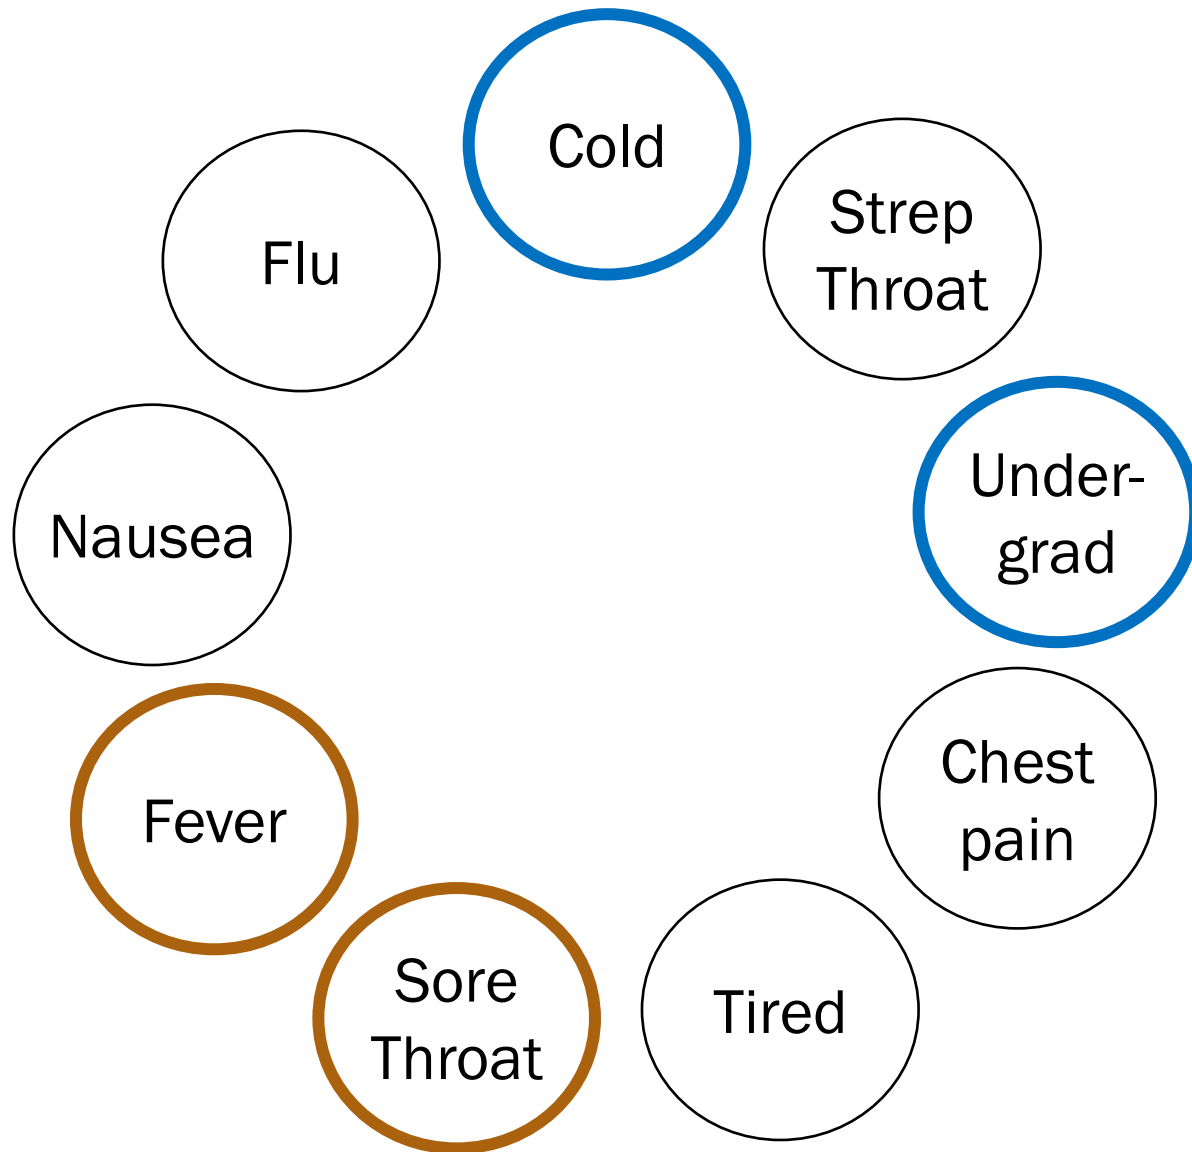 Cold
Strep
Throat
Flu
Under-
grad
Nausea
Chest
pain
Fever
Sore
Throat
Tired